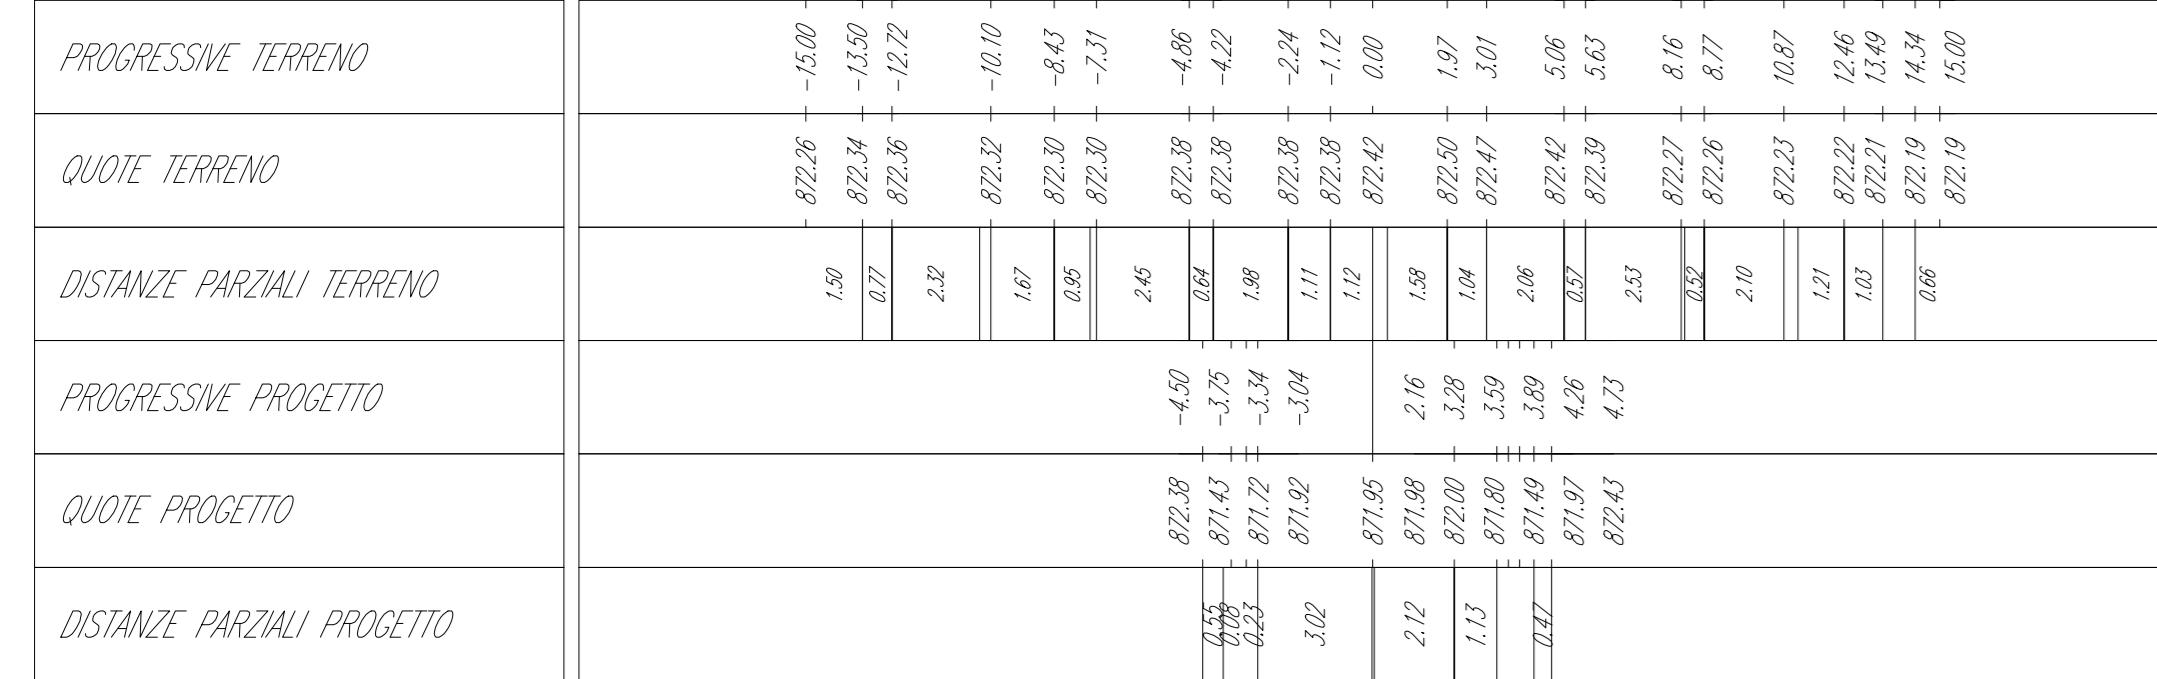 PROGRESSIVE TERRENO -15.00 -13.50 -12.72 -10.10 -8.43 -7.31 -4.86 -4.22 -2.24 -1.12 0.00 1.97 3.01 5.06 5.63 8.16 8.77 10.87 12.46 13.49 14.34 15.00
QUOTE TERRENO 872.26 872.34 872.36 872.32 872.30 872.30 872.38 872.38 872.38 872.38 872.42 872.50 872.47 872.42 872.39 872.27 872.26 872.23 872.22 872.21 872.19 872.19
DISTANZE PARZIALI TERRENO 1.50 0.77 2.32 1.67 0.95 2.45 0.64 1.98 1.11 1.12 1.58 1.04 2.06 0.57 2.53 0.52 2.10 1.21 1.03 0.66
PROGRESSIVE PROGETTO -4.50 -3.75 -3.34 -3.04 2.16 3.28 3.59 3.89 4.26 4.73
QUOTE PROGETTO 872.38 871.43 871.72 871.92 871.95 871.98 872.00 871.80 871.49 871.97 872.43
DISTANZE PARZIALI PROGETTO 0.55 0.08 0.23 3.02 2.12 1.13 0.47